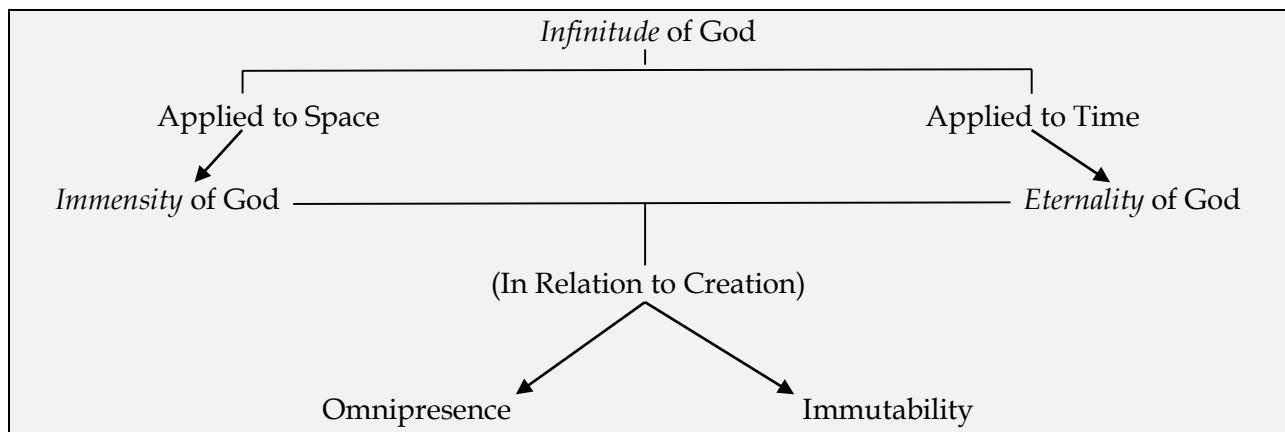 Infinitude of God
Applied to Space
Applied to Time
Immensity of God
Eternality of God
(In Relation to Creation)
Omnipresence
Immutability